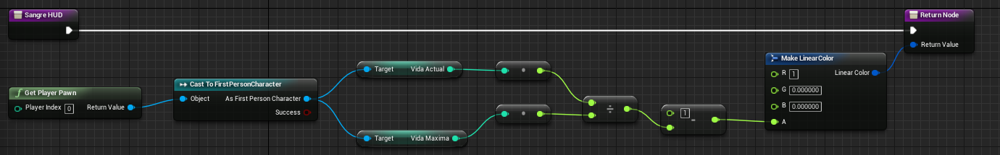 Sangre HUD
Return Node
Return Value
Get Player Pawn
Player Index 0
Return Value
Cast To FirstPersonCharacter
Object
As First Person Character
Success
Target
Vida Actual
Target
Vida Maxima
÷
1
-
Make LinearColor
R 1
Linear Color
G 0.000000
B 0.000000
A